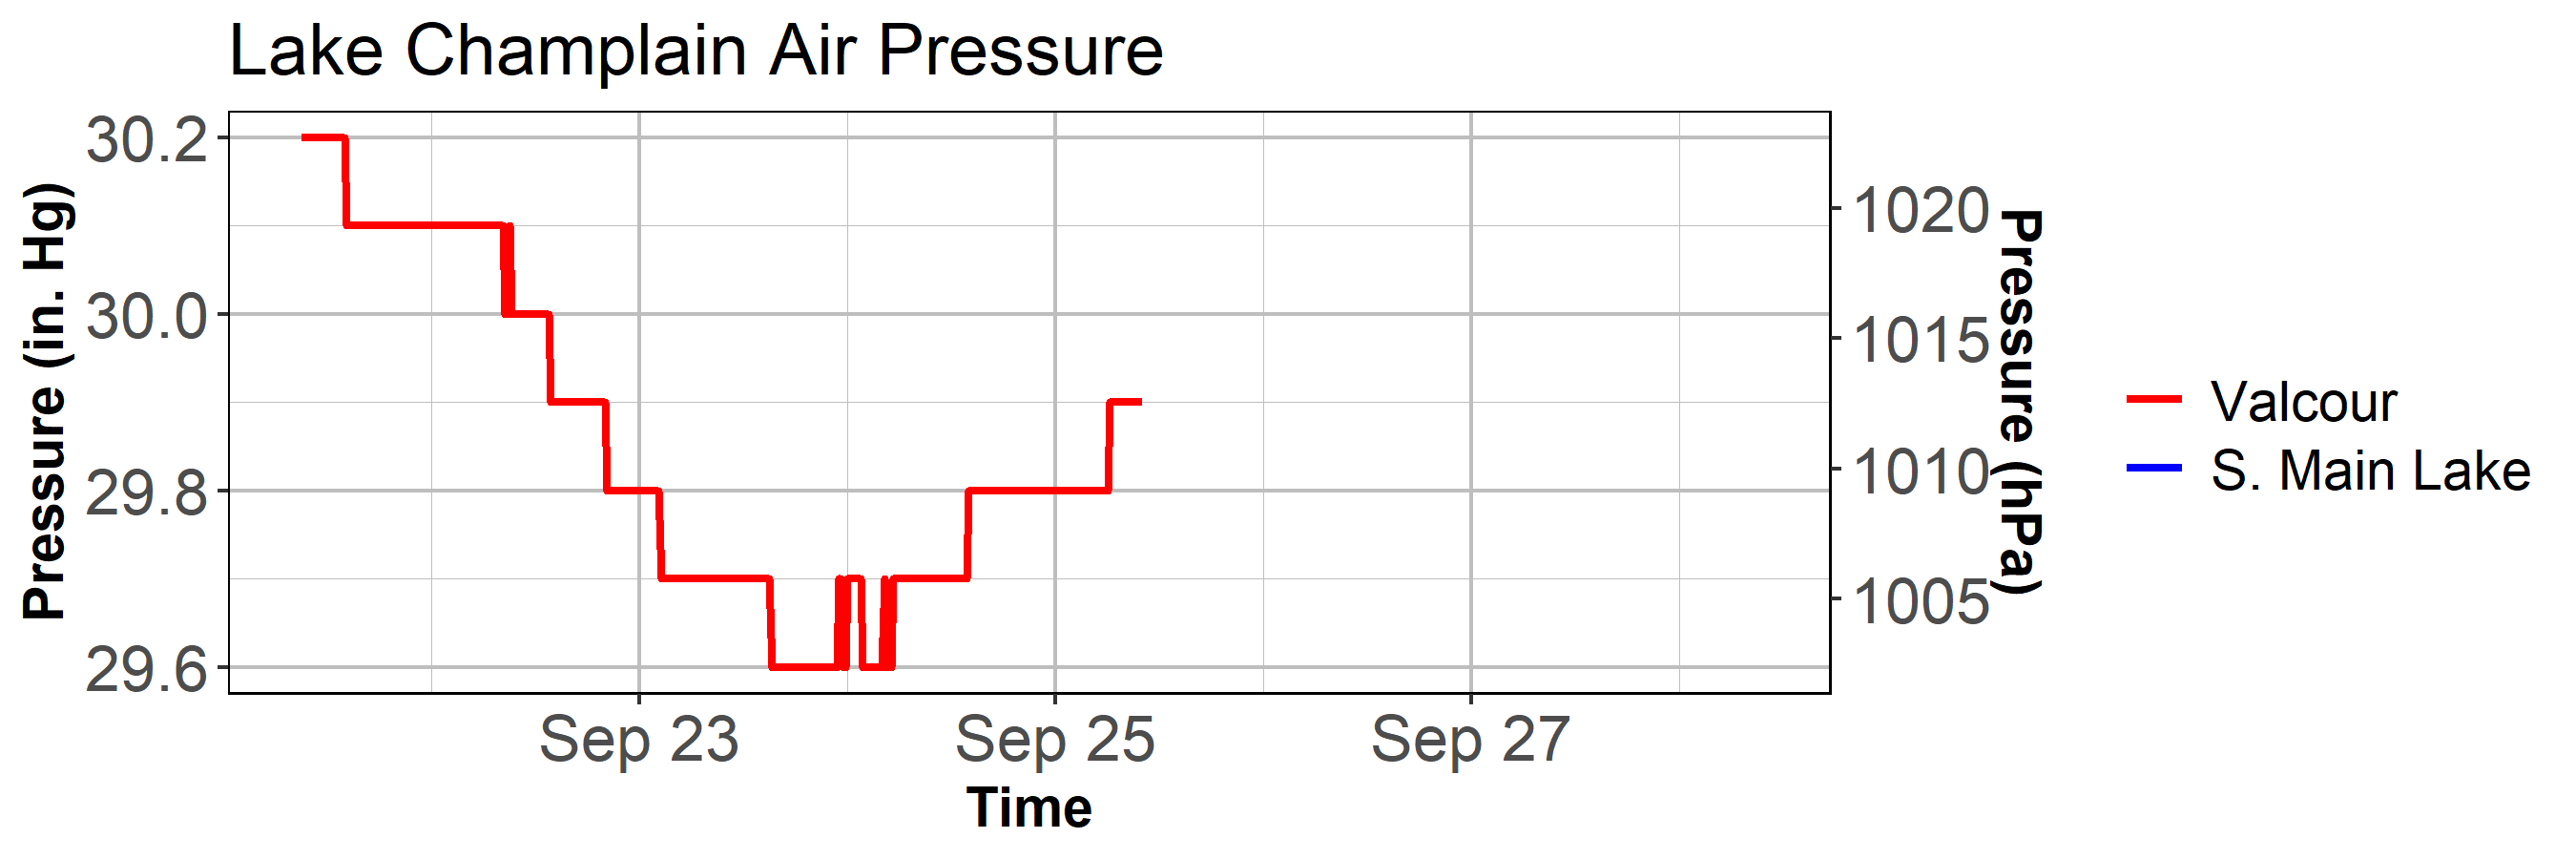 Lake Champlain Air Pressure
Pressure (in. Hg)
30.2
30.0
29.8
29.6
1020
1015
1010
1005
Pressure (hPa)
Valcour
S. Main Lake
Sep 23
Sep 25
Sep 27
Time